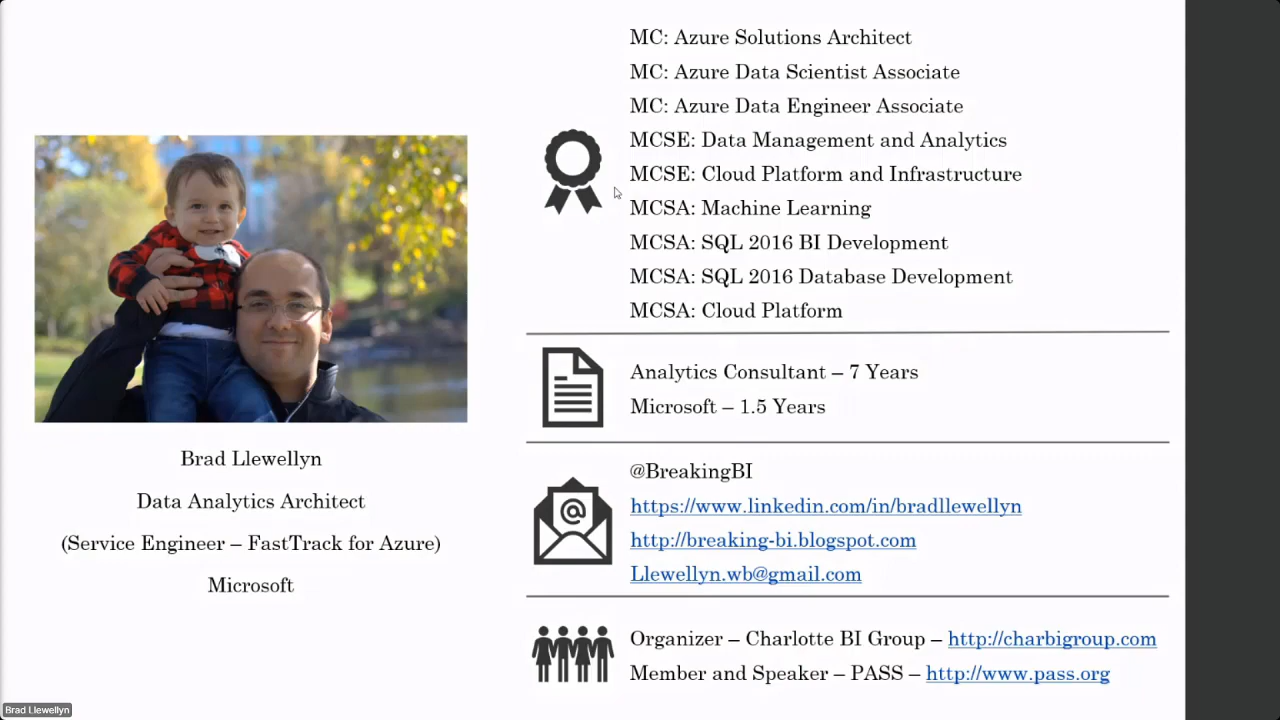 MC: Azure Solutions Architect
MC: Azure Data Scientist Associate
MC: Azure Data Engineer Associate
MCSE: Data Management and Analytics
MCSE: Cloud Platform and Infrastructure
MCSA: Machine Learning
MCSA: SQL 2016 BI Development
MCSA: SQL 2016 Database Development
MCSA: Cloud Platform
Analytics Consultant – 7 Years
Microsoft – 1.5 Years
Brad Llewellyn
Data Analytics Architect
(Service Engineer – FastTrack for Azure)
Microsoft
@BreakingBI
https://www.linkedin.com/in/bradllewellyn
http://breaking-bi.blogspot.com
Llewellyn.wb@gmail.com
@
Organizer – Charlotte BI Group – http://charbigroup.com
Member and Speaker – PASS – http://www.pass.org
Brad Llewellyn